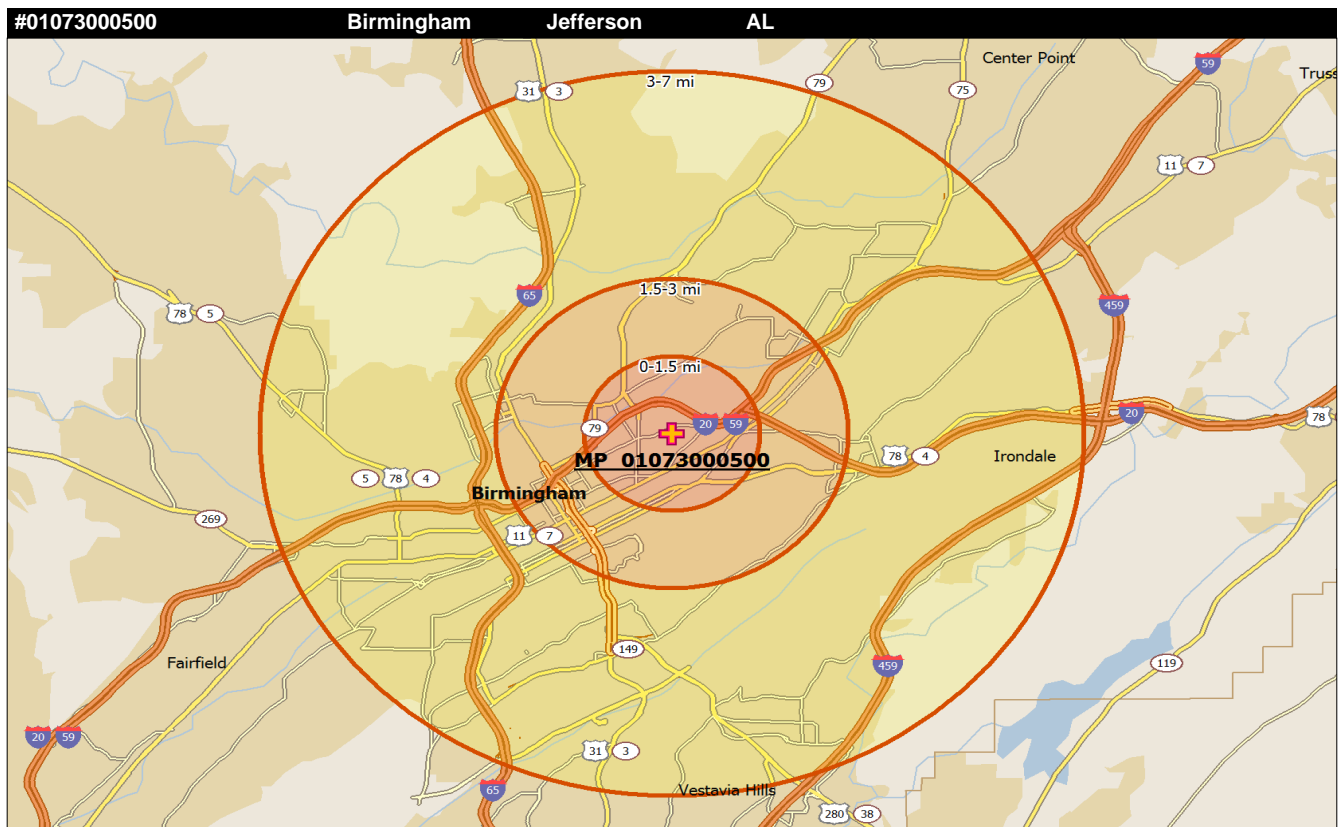 #01073000500 Birmingham Jefferson AL
Center Point
59
3-7 mi
79
Truss
31 3
75
11 7
65
1.5-3 mi
459
78 5
0-1.5 mi
20
78
79
20 59
MP 01073000500
78 4
Irondale
5 78 4
Birmingham
269
11 7
149
Fairfield
459
119
20 59
31 3
65
Vestavia Hills
280 38